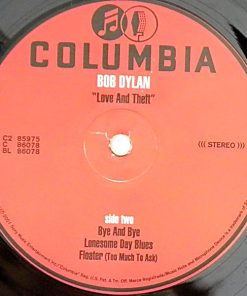 COLUMBIA
BOB DYLAN
"Love And Theft"
C2 85975
C 86078
BL 86078
((( STEREO )))
side two
Bye And Bye
Lonesome Day Blues
Floater (Too Much To Ask)